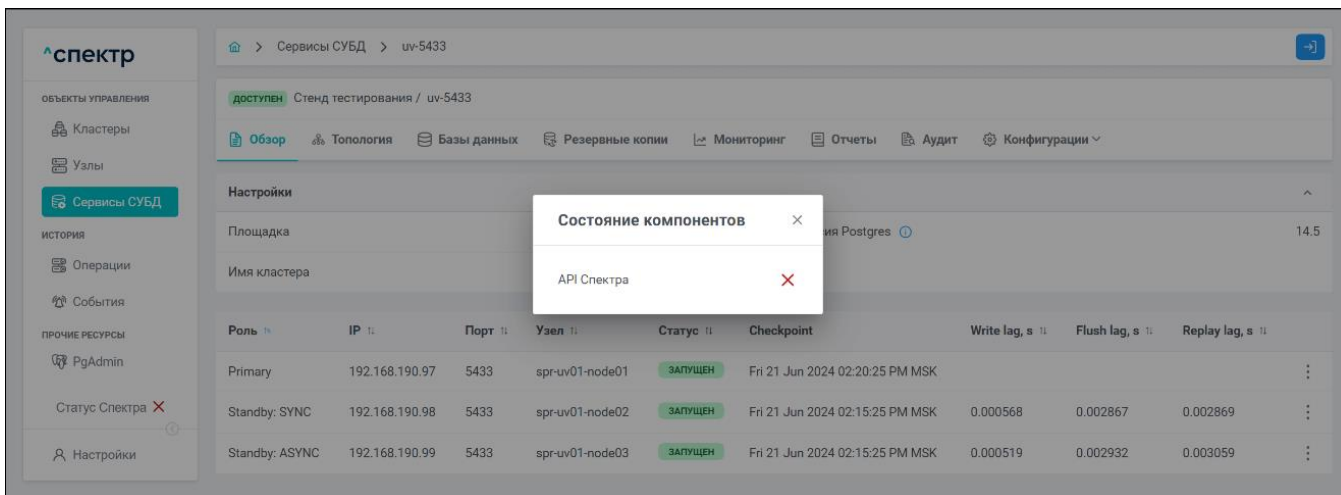 ^спектр
ОБЪЕКТЫ УПРАВЛЕНИЯ
Кластеры
Узлы
Сервисы СУБД
ИСТОРИЯ
Операции
События
ПРОЧИЕ РЕСУРСЫ
PgAdmin
Статус Спектра
Настройки
> Сервисы СУБД > uv-5433
ДОСТУПЕН Стенд тестирования / uv-5433
Обзор Топология Базы данных Резервные копии Мониторинг Отчеты Аудит Конфигурации
Настройки
Площадка Postgres 14.5
Имя кластера
Состояние компонентов ×
API Спектра
Роль IP Порт Узел Статус Checkpoint Write lag, s Flush lag, s Replay lag, s
Primary 192.168.190.97 5433 spr-uv01-node01 ЗАПУЩЕН Fri 21 Jun 2024 02:20:25 PM MSK
Standby: SYNC 192.168.190.98 5433 spr-uv01-node02 ЗАПУЩЕН Fri 21 Jun 2024 02:15:25 PM MSK 0.000568 0.002867 0.002869
Standby: ASYNC 192.168.190.99 5433 spr-uv01-node03 ЗАПУЩЕН Fri 21 Jun 2024 02:15:25 PM MSK 0.000519 0.002932 0.003059